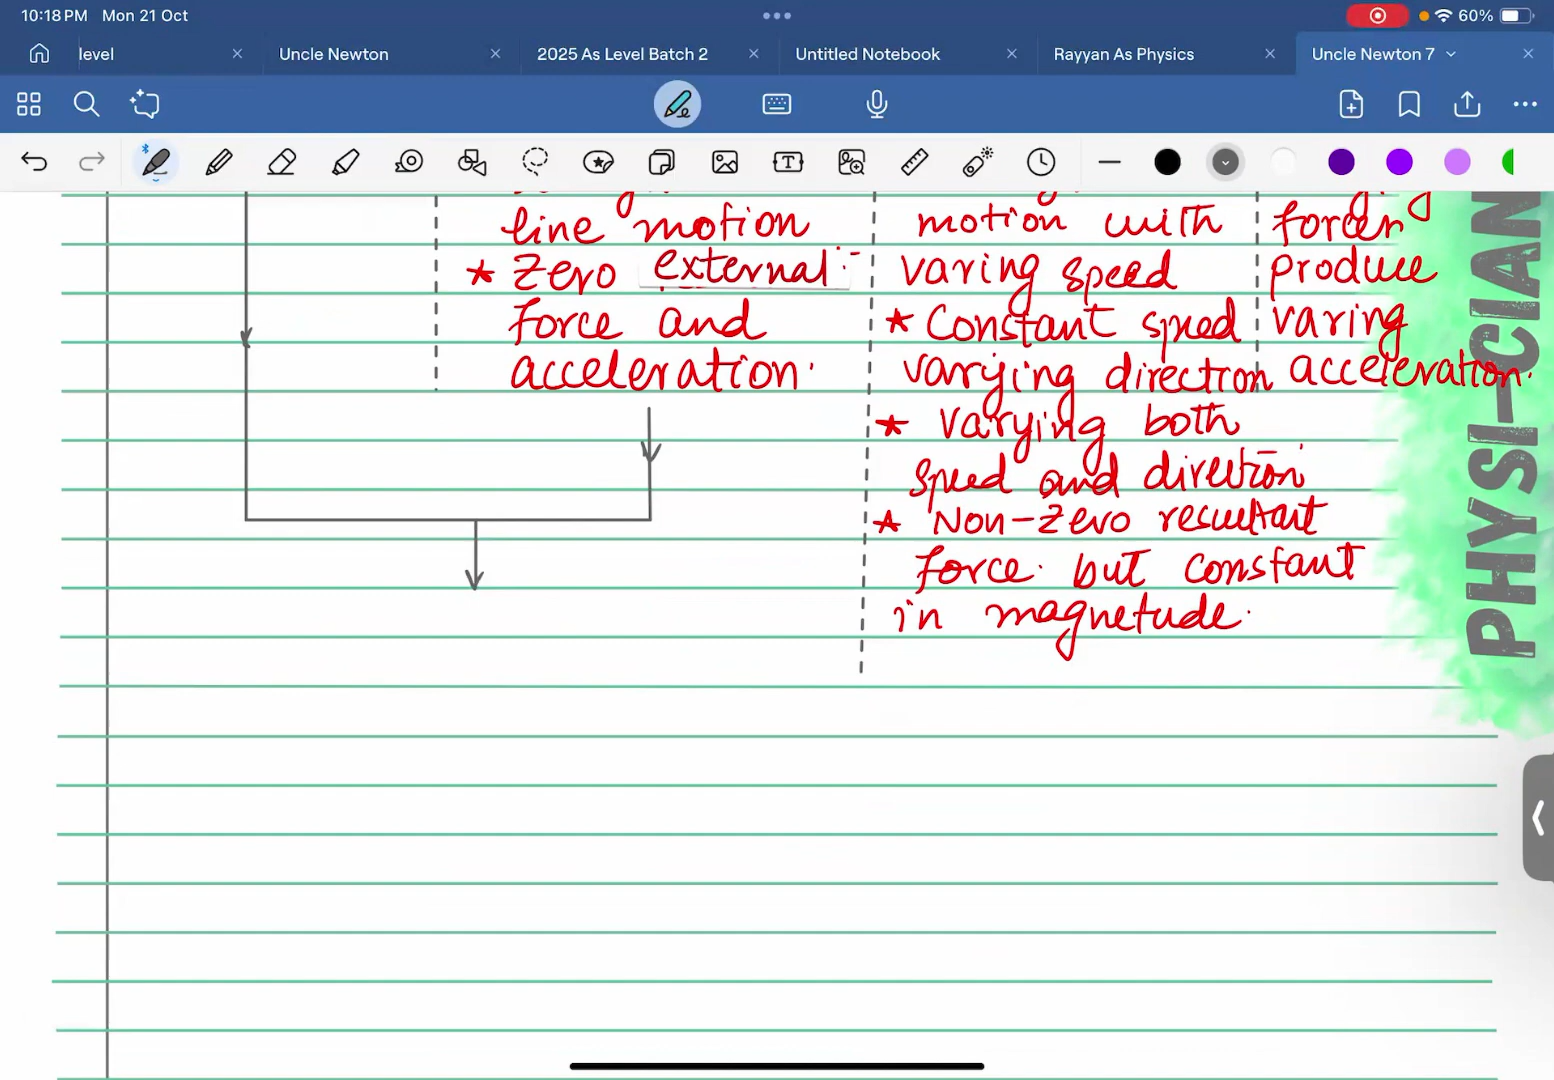 10:18 PM Mon 21 Oct
60%
level
Uncle Newton
2025 As Level Batch 2
Untitled Notebook
Rayyan As Physics
Uncle Newton 7
line motion
* Zero external
force and
acceleration.
motion with
varing speed
* Constant speed
varying direction
* Varying both
speed and direction
* Non-Zero resultant
force. but constant
in magnetude.
forcer
produce
varing
acceleration.
PHYSI-CIAN